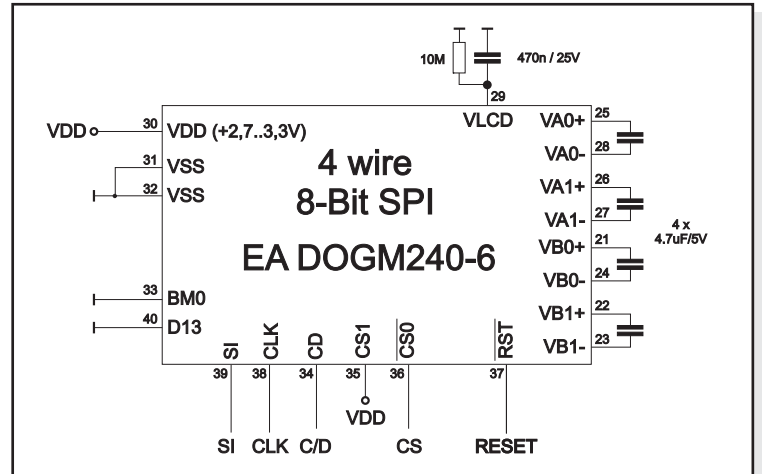 10M
470n / 25V
29
VLCD
VDD
30
VDD (+2,7..3,3V)
31
VSS
32
VSS
4 wire
8-Bit SPI
EA DOGM240-6
VA0+
25
VA0-
28
VA1+
26
VA1-
27
VB0+
21
VB0-
24
VB1+
22
VB1-
23
4 x
4.7uF/5V
33
BM0
40
D13
SI
CLK
CD
CS1
CS0
RST
39
38
34
35
36
37
VDD
SI
CLK
C/D
CS
RESET